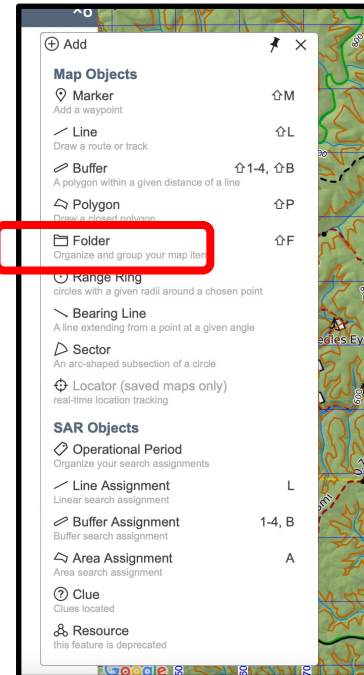 + Add
Map Objects
Marker ⇧M
Add a waypoint
Line ⇧L
Draw a route or track
Buffer ⇧1-4, ⇧B
A polygon within a given distance of a line
Polygon ⇧P
Draw a closed polygon
Folder ⇧F
Organize and group your map item
Range Ring
circles with a given radii around a chosen point
Bearing Line
A line extending from a point at a given angle
Sector
An arc-shaped subsection of a circle
Locator (saved maps only)
real-time location tracking
SAR Objects
Operational Period
Organize your search assignments
Line Assignment L
Linear search assignment
Buffer Assignment 1-4, B
Buffer search assignment
Area Assignment A
Area search assignment
Clue
Clues located
Resource
this feature is deprecated
800
600
Google